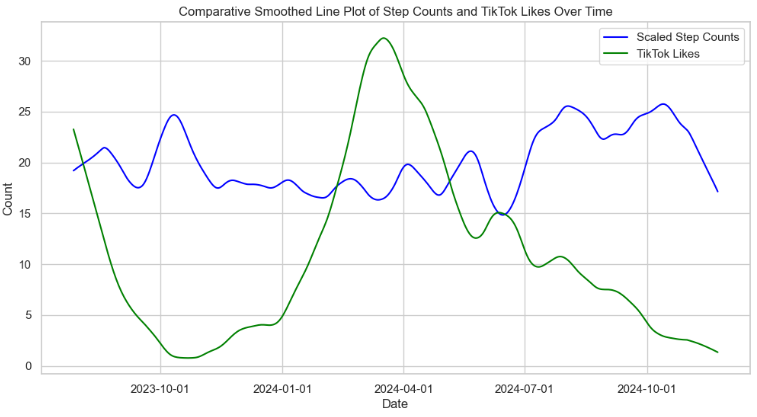 Comparative Smoothed Line Plot of Step Counts and TikTok Likes Over Time
Scaled Step Counts
TikTok Likes
30
25
20
15
10
5
0
Count
2023-10-01
2024-01-01
2024-04-01
2024-07-01
2024-10-01
Date